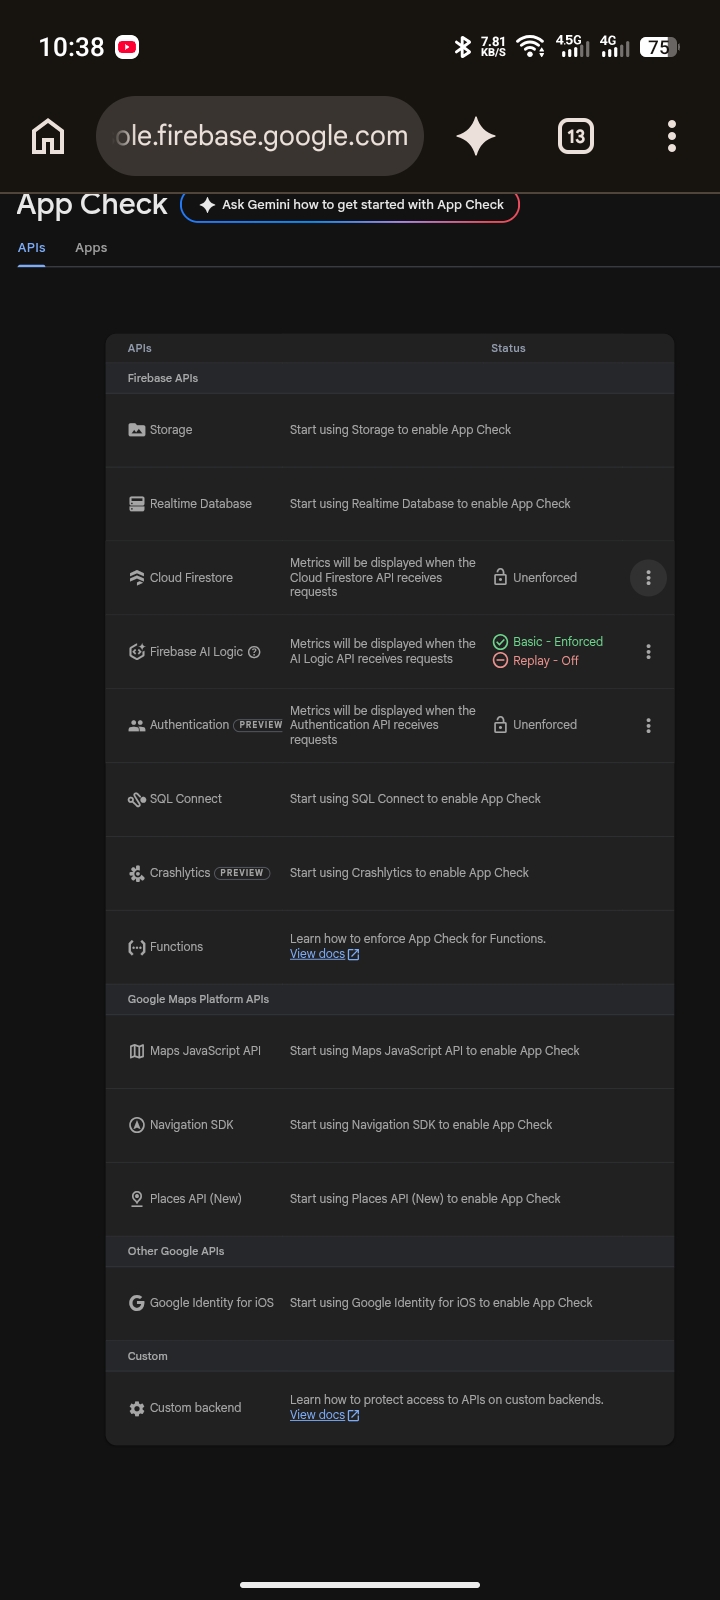 10:38
7.81
KB/S
4.5G
4G
75
ole.firebase.google.com
13
App Check
Ask Gemini how to get started with App Check
APIs
Apps
APIs
Status
Firebase APIs
Storage
Start using Storage to enable App Check
Realtime Database
Start using Realtime Database to enable App Check
Cloud Firestore
Metrics will be displayed when the
Cloud Firestore API receives
requests
Unenforced
Firebase AI Logic
Metrics will be displayed when the
AI Logic API receives requests
Basic - Enforced
Replay - Off
Authentication
PREVIEW
Metrics will be displayed when the
Authentication API receives
requests
Unenforced
SQL Connect
Start using SQL Connect to enable App Check
Crashlytics
PREVIEW
Start using Crashlytics to enable App Check
Functions
Learn how to enforce App Check for Functions.
View docs
Google Maps Platform APIs
Maps JavaScript API
Start using Maps JavaScript API to enable App Check
Navigation SDK
Start using Navigation SDK to enable App Check
Places API (New)
Start using Places API (New) to enable App Check
Other Google APIs
Google Identity for iOS
Start using Google Identity for iOS to enable App Check
Custom
Custom backend
Learn how to protect access to APIs on custom backends.
View docs